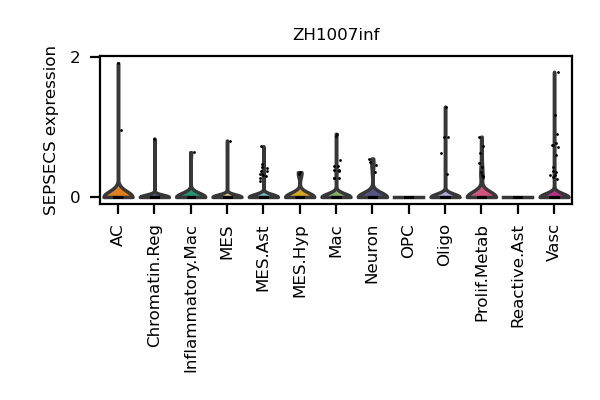 ZH1007inf
SEPSECS expression
2
0
AC
Chromatin.Reg
Inflammatory.Mac
MES
MES.Ast
MES.Hyp
Mac
Neuron
OPC
Oligo
Prolif.Metab
Reactive.Ast
Vasc